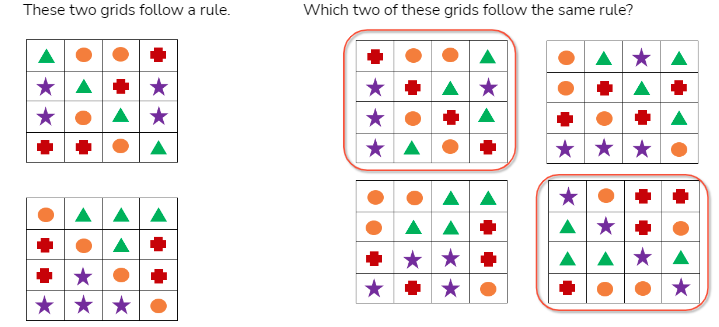 These two grids follow a rule.
Which two of these grids follow the same rule?